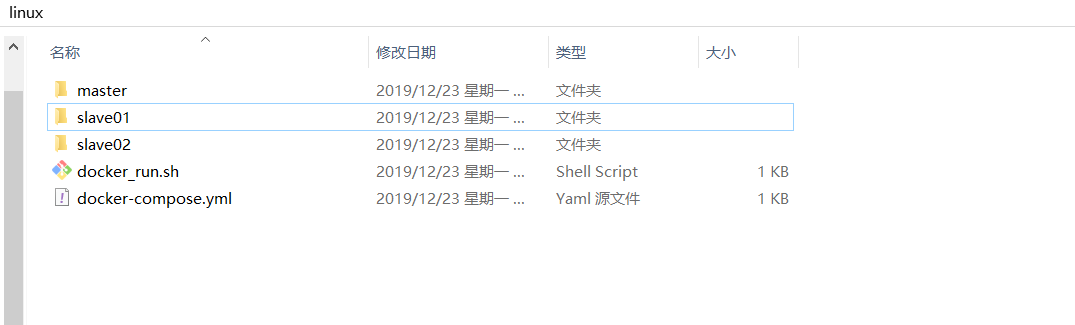 linux
名称 修改日期 类型 大小
master 2019/12/23 星期一 ... 文件夹
slave01 2019/12/23 星期一 ... 文件夹
slave02 2019/12/23 星期一 ... 文件夹
docker_run.sh 2019/12/23 星期一 ... Shell Script 1 KB
docker-compose.yml 2019/12/23 星期一 ... Yaml 源文件 1 KB